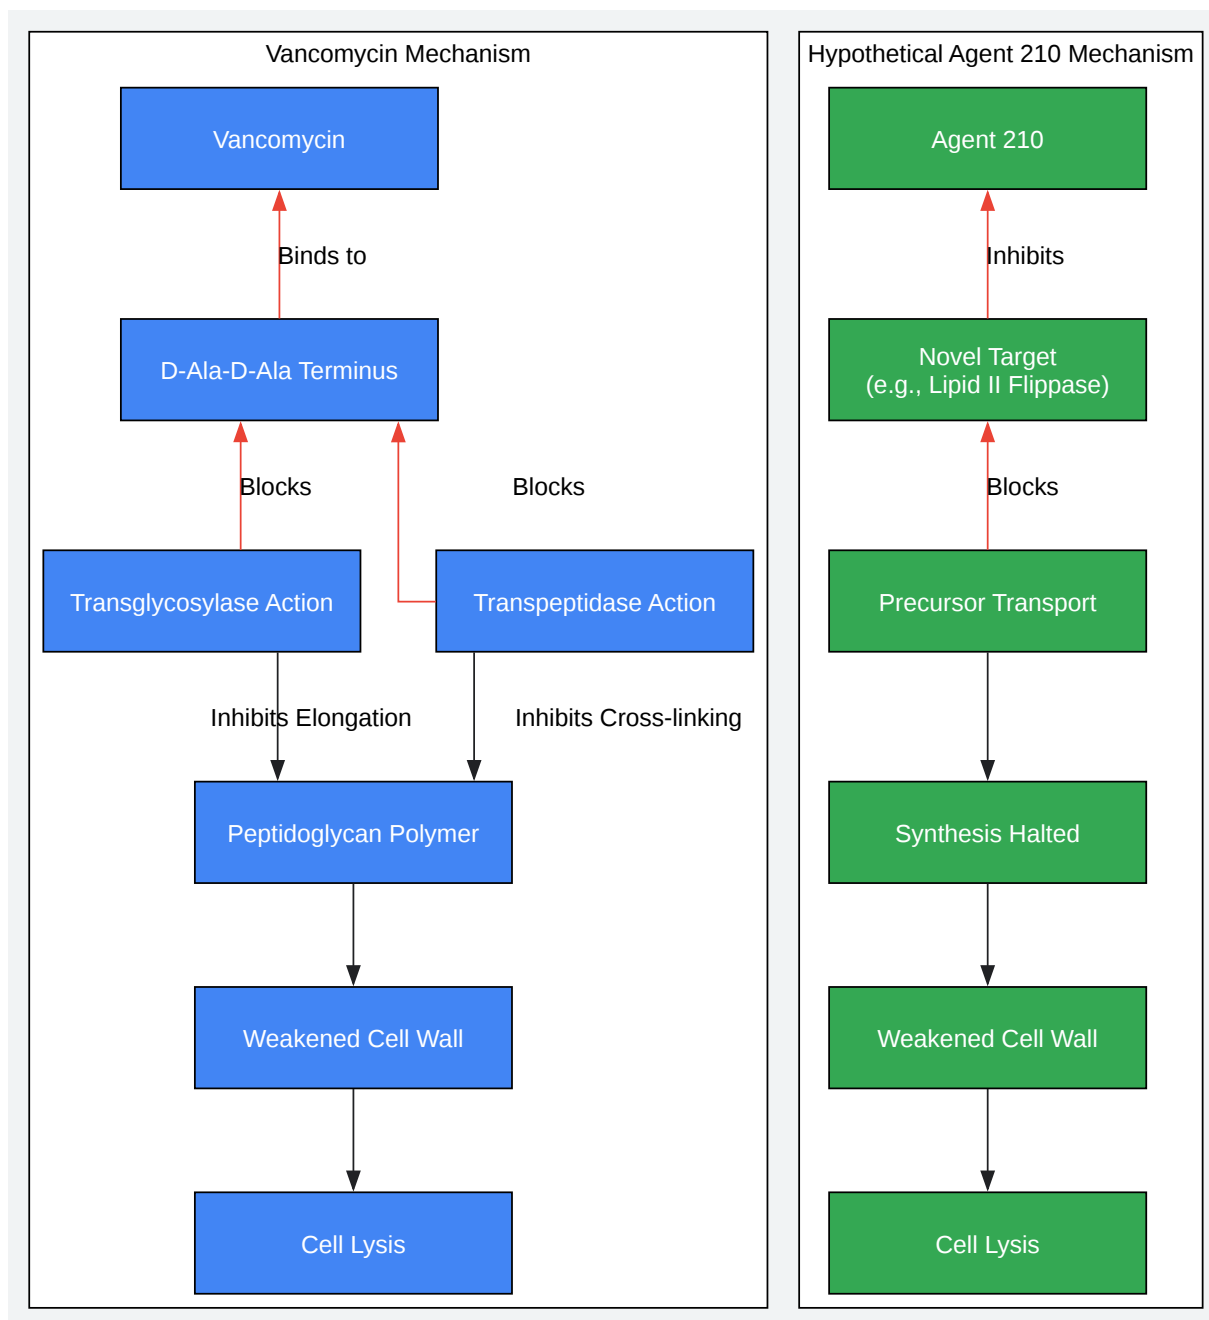 Vancomycin Mechanism
Vancomycin
Binds to
D-Ala-D-Ala Terminus
Blocks
Blocks
Transglycosylase Action
Transpeptidase Action
Inhibits Elongation
Inhibits Cross-linking
Peptidoglycan Polymer
Weakened Cell Wall
Cell Lysis
Hypothetical Agent 210 Mechanism
Agent 210
Inhibits
Novel Target
(e.g., Lipid II Flippase)
Blocks
Precursor Transport
Synthesis Halted
Weakened Cell Wall
Cell Lysis